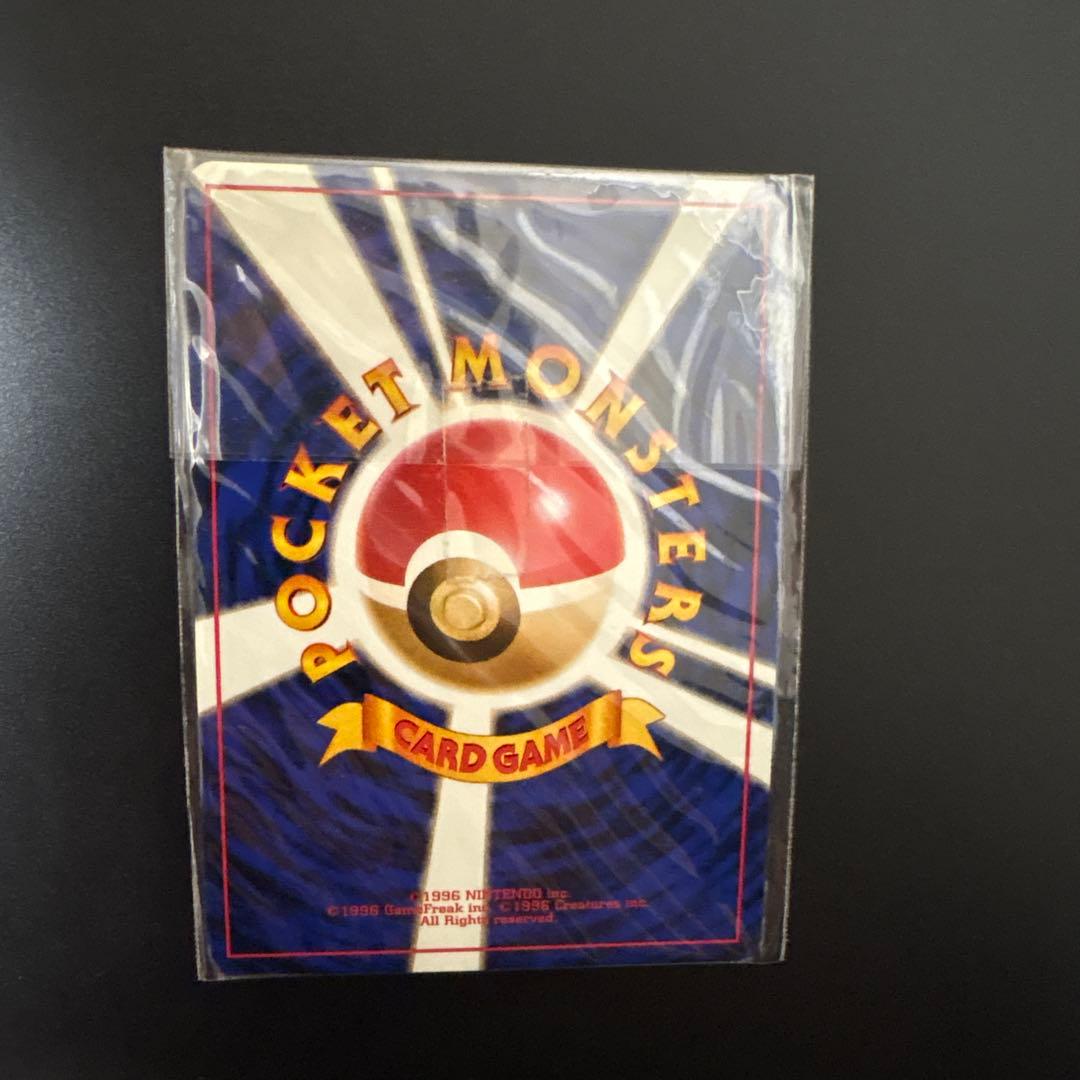 POCKET MONSTERS
CARD GAME
©1996 NINTENDO inc.
©1996 GameFreak inc. ©1996 Creatures inc.
All Rights reserved.